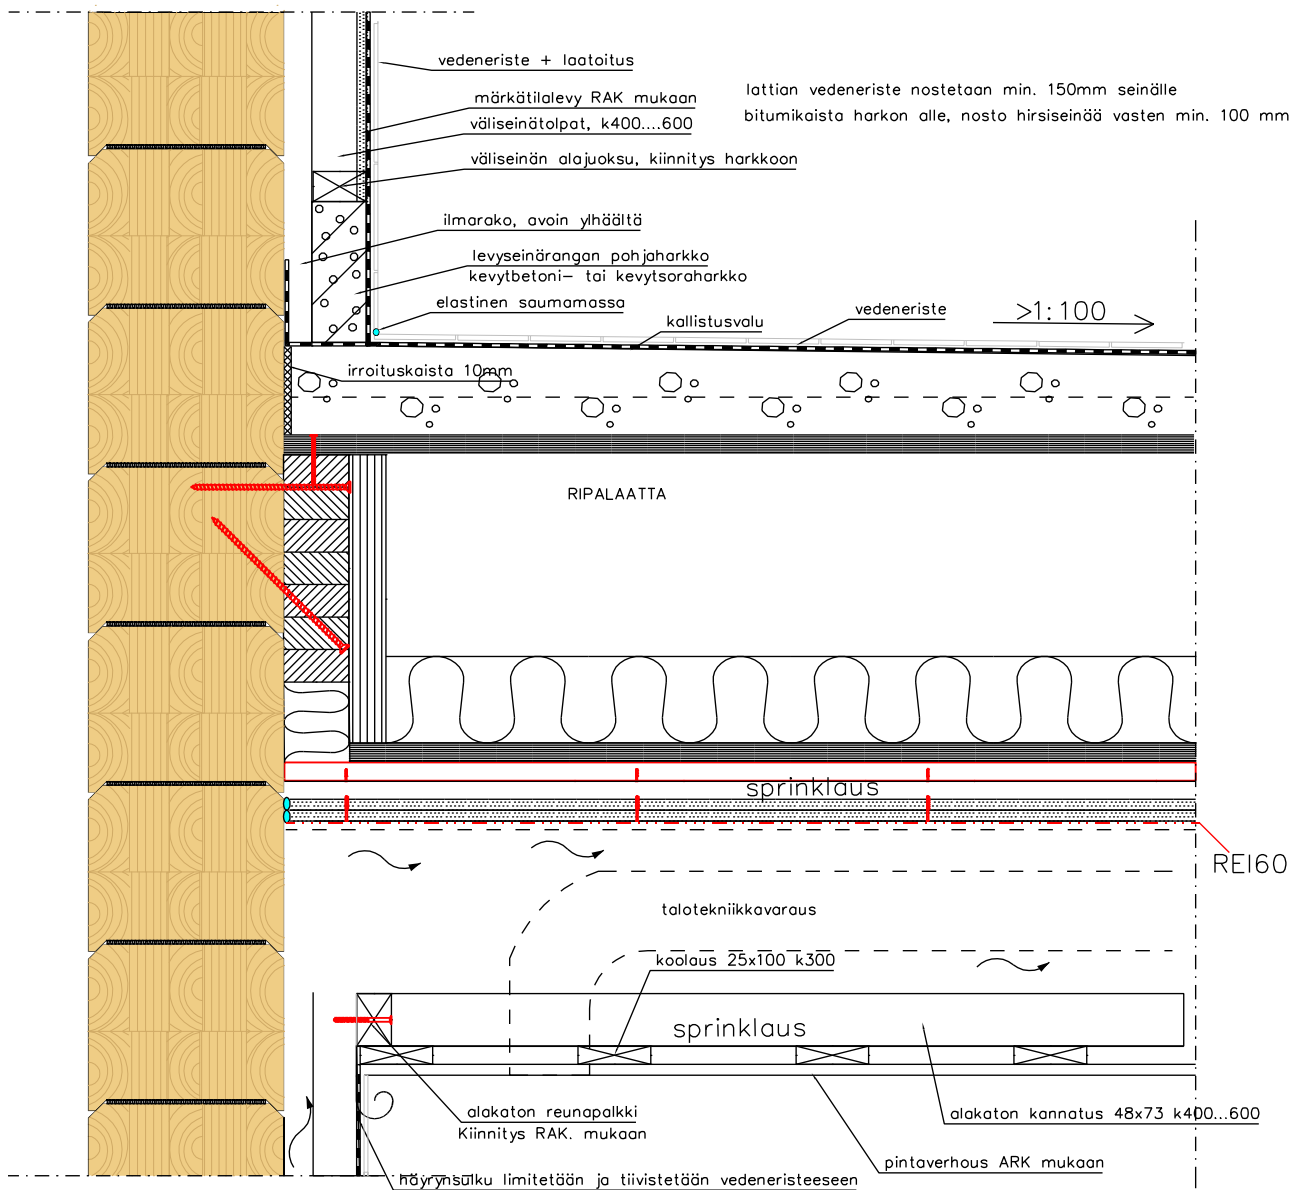 vedeneriste + laatoitus
lattian vedeneriste nostetaan min. 150mm seinälle
bitumikaista harkon alle, nosto hirsiseinää vasten min. 100 mm
märkätilalevy RAK mukaan
väliseinätolpat, k400....600
väliseinän alajuoksu, kiinnitys harkkoon
ilmarako, avoin ylhäältä
levyseinärangan pohjaharkko
kevytbetoni- tai kevytsoraharkko
elastinen saumamassa
kallistusvalu
vedeneriste
>1:100
irroituskaista 10mm
RIPALAATTA
sprinklaus
REI60
talotekniikkavaraus
koolaus 25x100 k300
sprinklaus
alakaton reunapalkki
Kiinnitys RAK. mukaan
alakaton kannatus 48x73 k400...600
pintaverhous ARK mukaan
höyrynsulku limitetään ja tiivistetään vedeneristeeseen